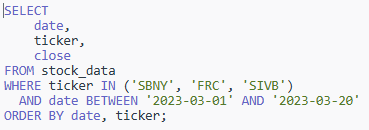 SELECT
    date,
    ticker,
    close
FROM stock_data
WHERE ticker IN ('SBNY', 'FRC', 'SIVB')
  AND date BETWEEN '2023-03-01' AND '2023-03-20'
ORDER BY date, ticker;